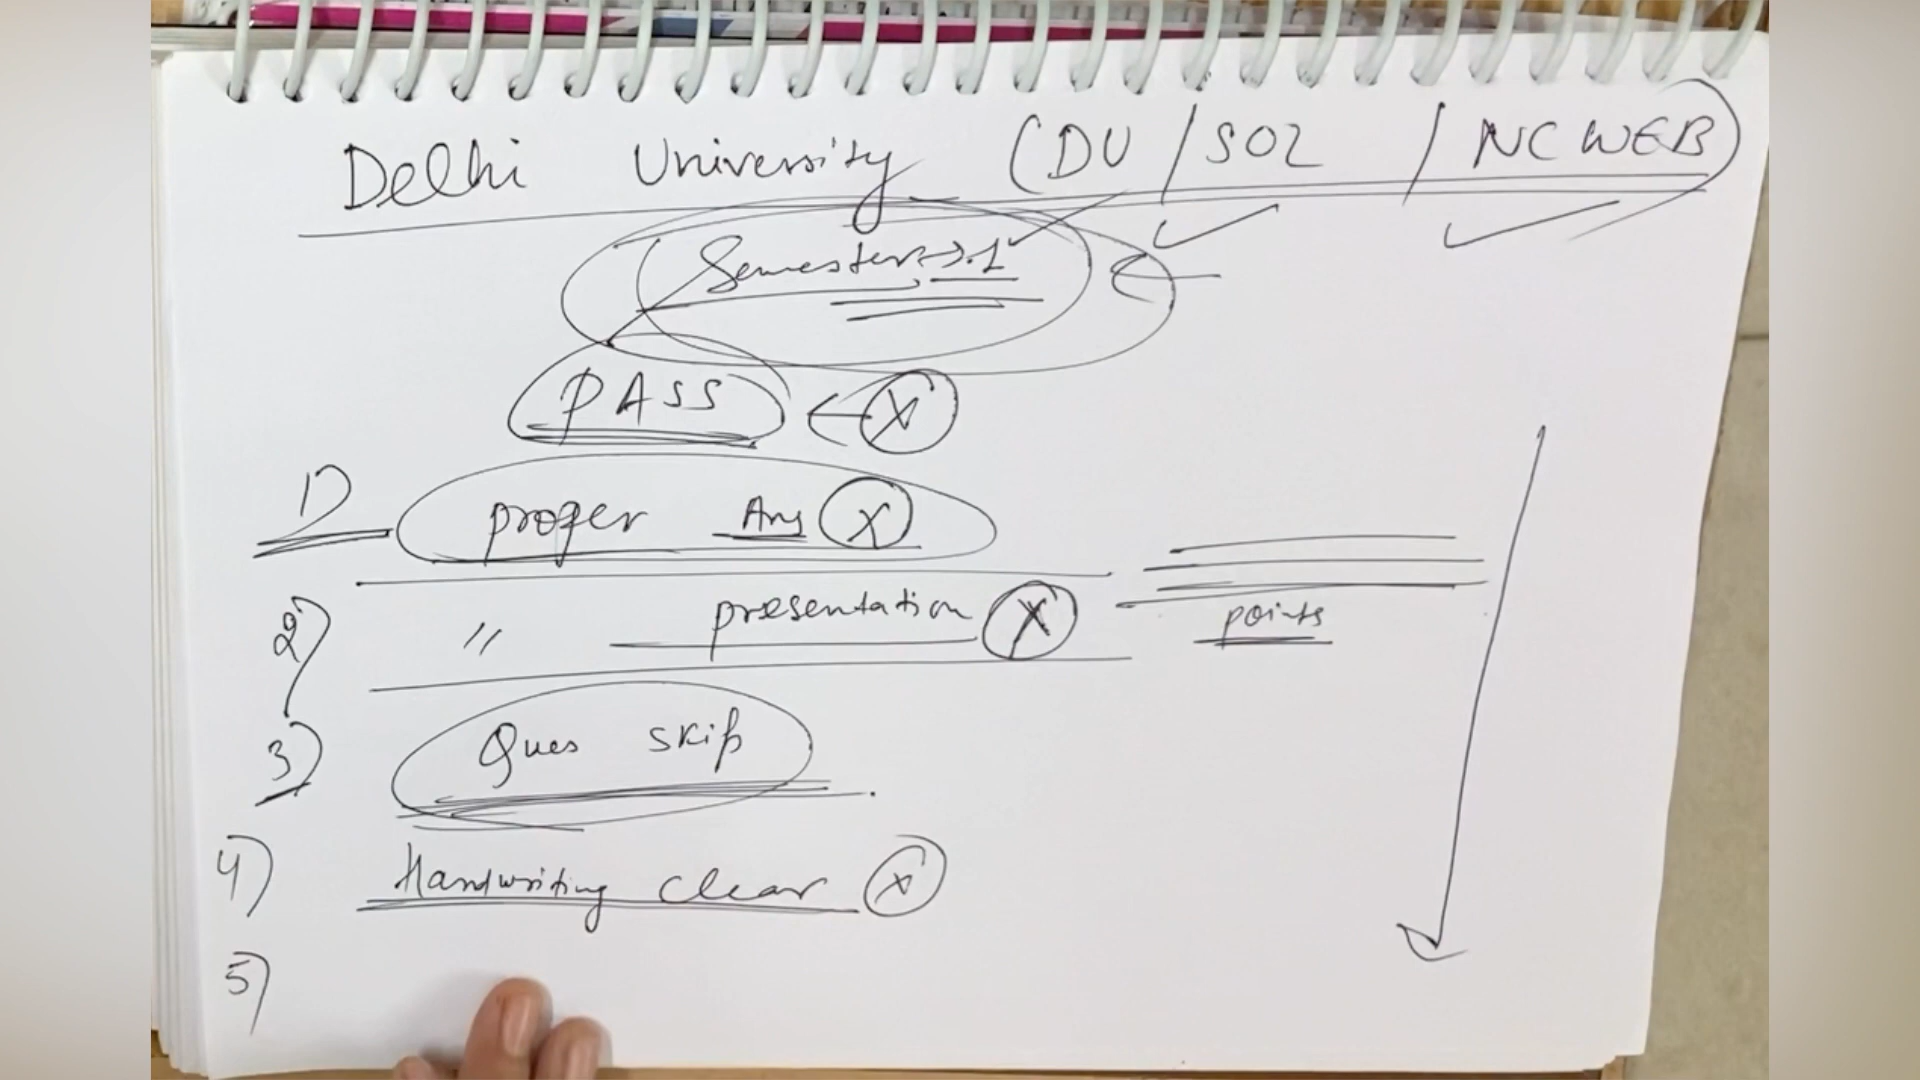 Delhi University (DU / SOL / NCWEB)
Semester → 1
PASS ← X
1) proper Ans X
2) " presentation X
points
3) Ques skip
4) Handwriting clear X
5)